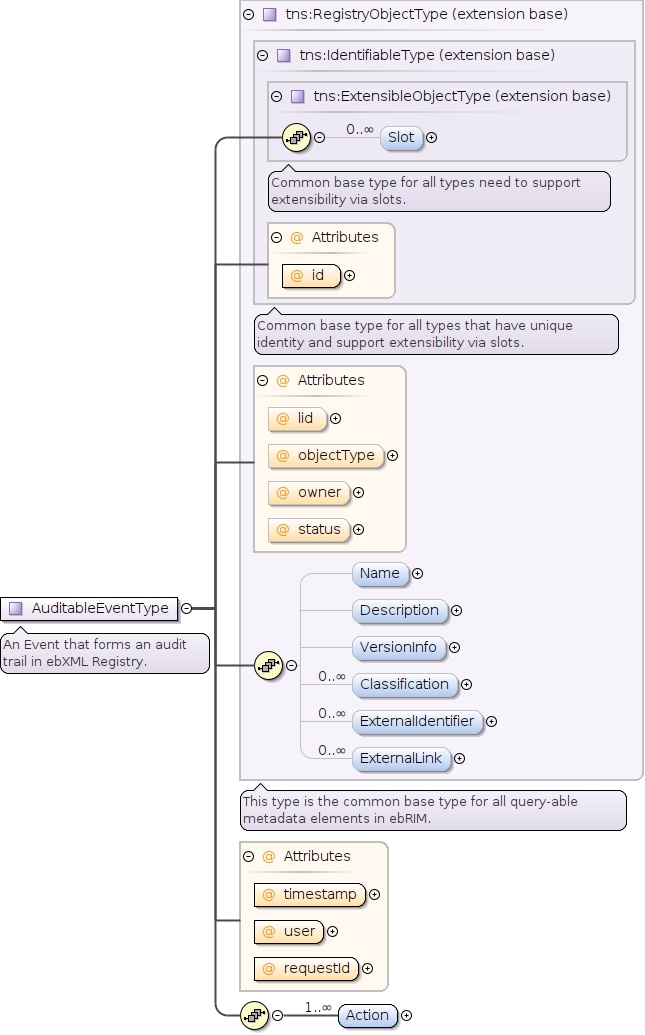 tns:RegistryObjectType (extension base)
tns:IdentifiableType (extension base)
tns:ExtensibleObjectType (extension base)
0..∞ Slot
Common base type for all types need to support
extensibility via slots.
@ Attributes
@ id
Common base type for all types that have unique
identity and support extensibility via slots.
@ Attributes
@ lid
@ objectType
@ owner
@ status
Name
Description
VersionInfo
0..∞ Classification
0..∞ ExternalIdentifier
0..∞ ExternalLink
AuditableEventType
An Event that forms an audit
trail in ebXML Registry.
This type is the common base type for all query-able
metadata elements in ebRIM.
@ Attributes
@ timestamp
@ user
@ requestId
1..∞ Action